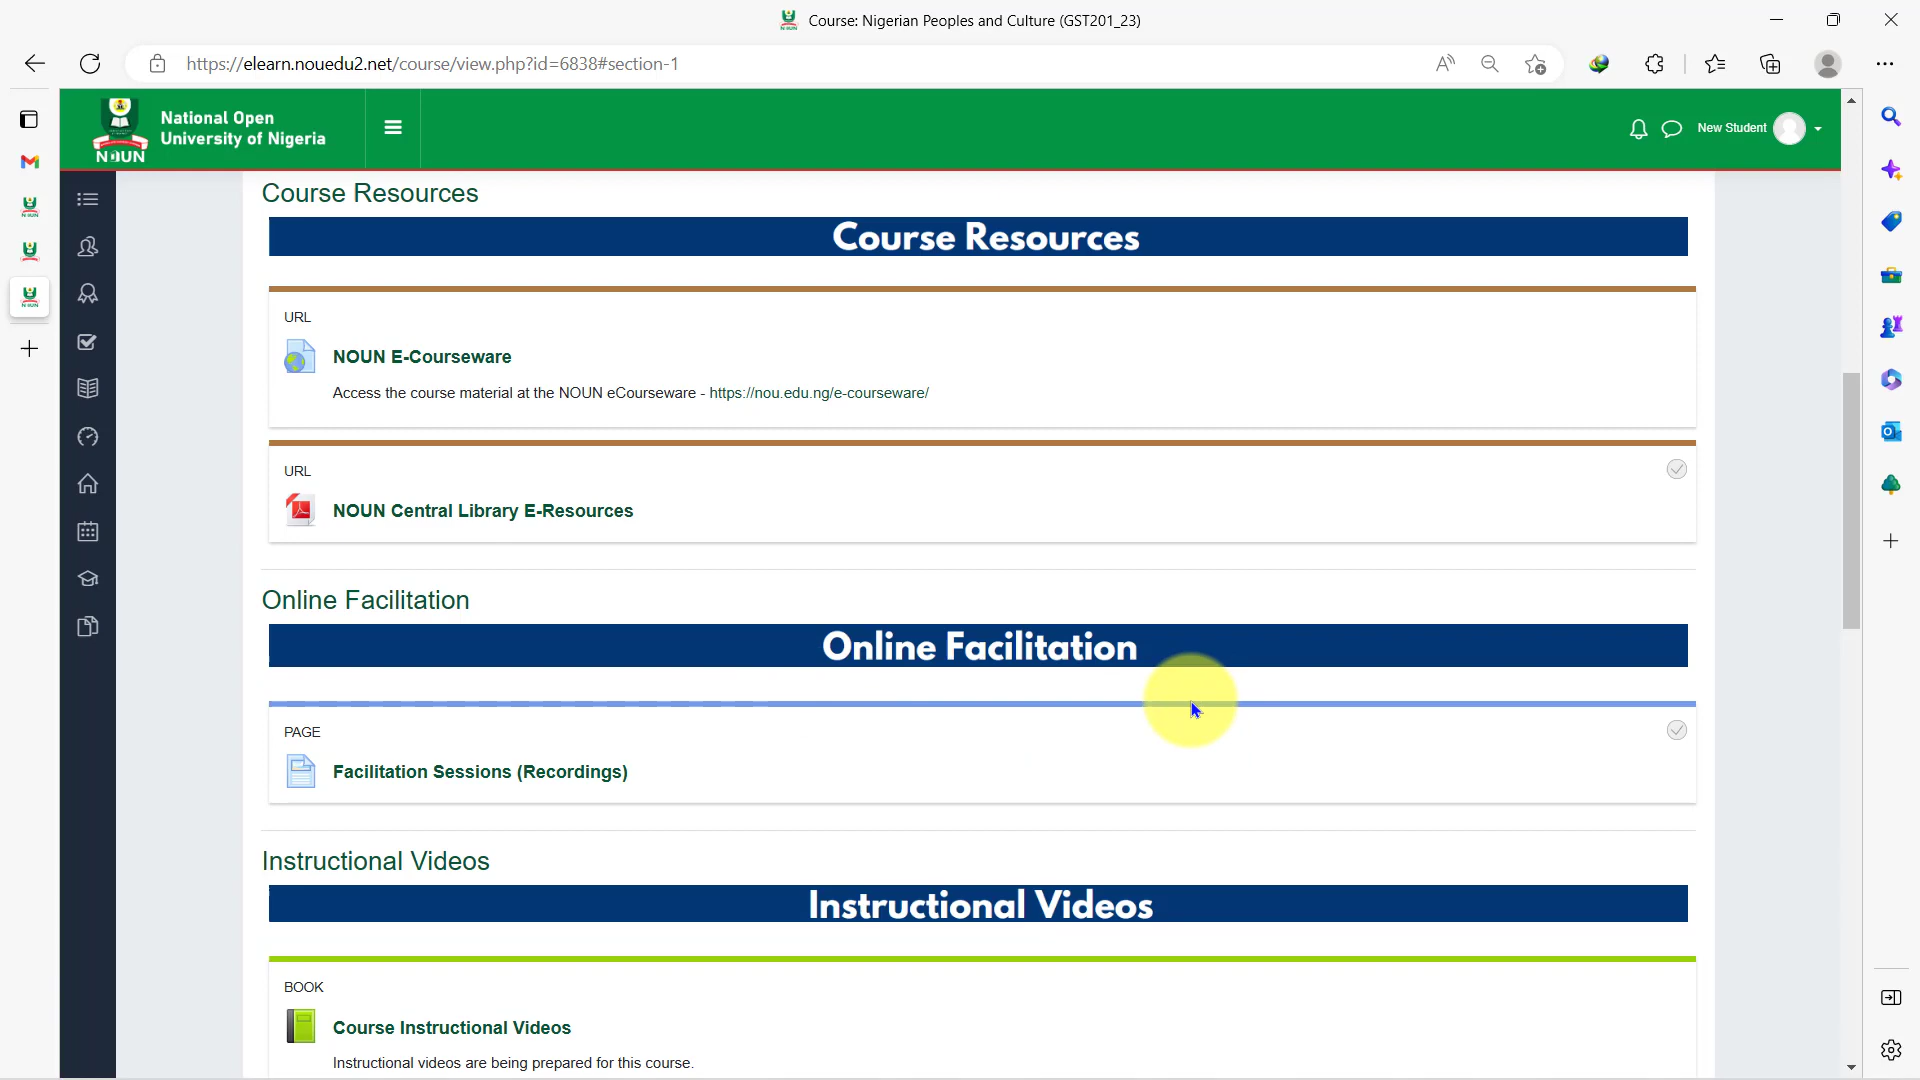 Course: Nigerian Peoples and Culture (GST201_23)
https://elearn.nouedu2.net/course/view.php?id=6838#section-1
National Open
University of Nigeria
NOUN
New Student
Course Resources
Course Resources
URL
NOUN E-Courseware
Access the course material at the NOUN eCourseware - https://nou.edu.ng/e-courseware/
URL
NOUN Central Library E-Resources
Online Facilitation
Online Facilitation
PAGE
Facilitation Sessions (Recordings)
Instructional Videos
Instructional Videos
BOOK
Course Instructional Videos
Instructional videos are being prepared for this course.